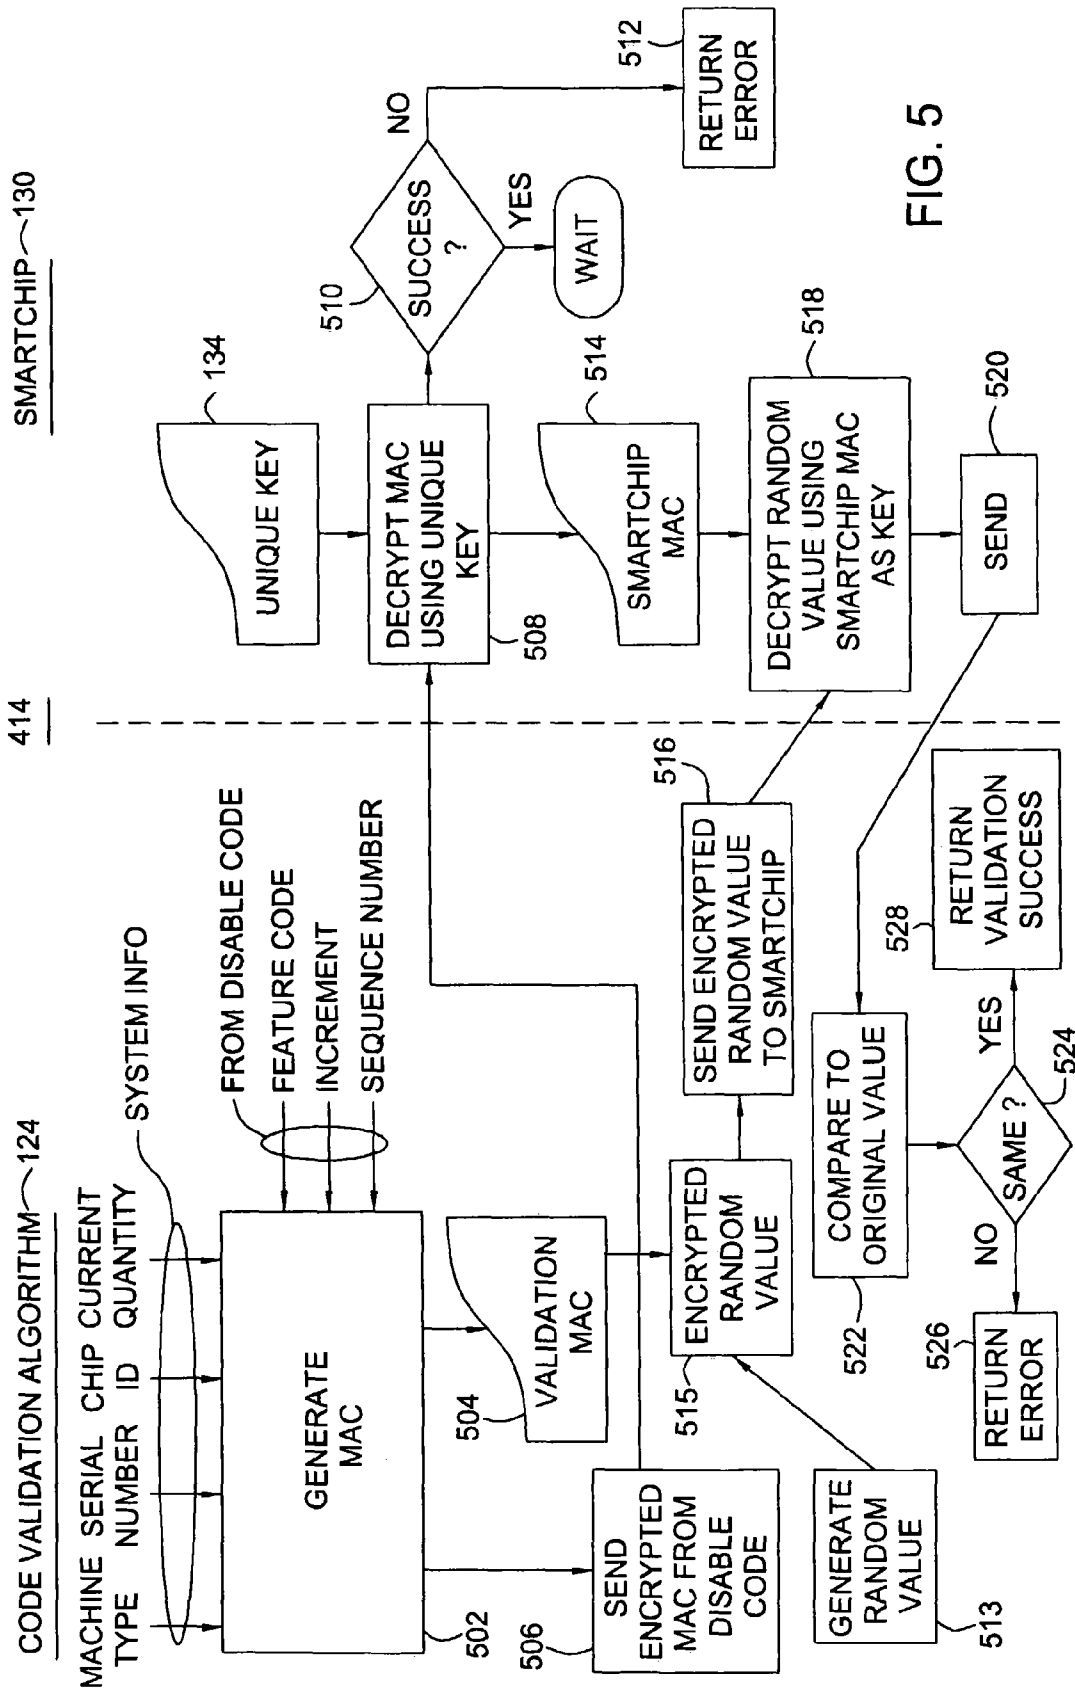 CODE VALIDATION ALGORITHM 124
414
SMARTCHIP 130
MACHINE TYPE
SERIAL NUMBER
CHIP ID
CURRENT QUANTITY
SYSTEM INFO
FROM DISABLE CODE
FEATURE CODE
INCREMENT
SEQUENCE NUMBER
GENERATE
MAC
502
504
VALIDATION
MAC
506
SEND
ENCRYPTED
MAC FROM
DISABLE
CODE
UNIQUE KEY
134
DECRYPT MAC
USING UNIQUE
KEY
508
510
SUCCESS
?
NO
YES
WAIT
512
RETURN
ERROR
SMARTCHIP
MAC
514
513
GENERATE
RANDOM
VALUE
515
ENCRYPTED
RANDOM
VALUE
516
SEND ENCRYPTED
RANDOM VALUE
TO SMARTCHIP
518
DECRYPT RANDOM
VALUE USING
SMARTCHIP MAC
AS KEY
520
SEND
522
COMPARE TO
ORIGINAL VALUE
524
SAME ?
NO
YES
526
RETURN
ERROR
528
RETURN
VALIDATION
SUCCESS
FIG. 5